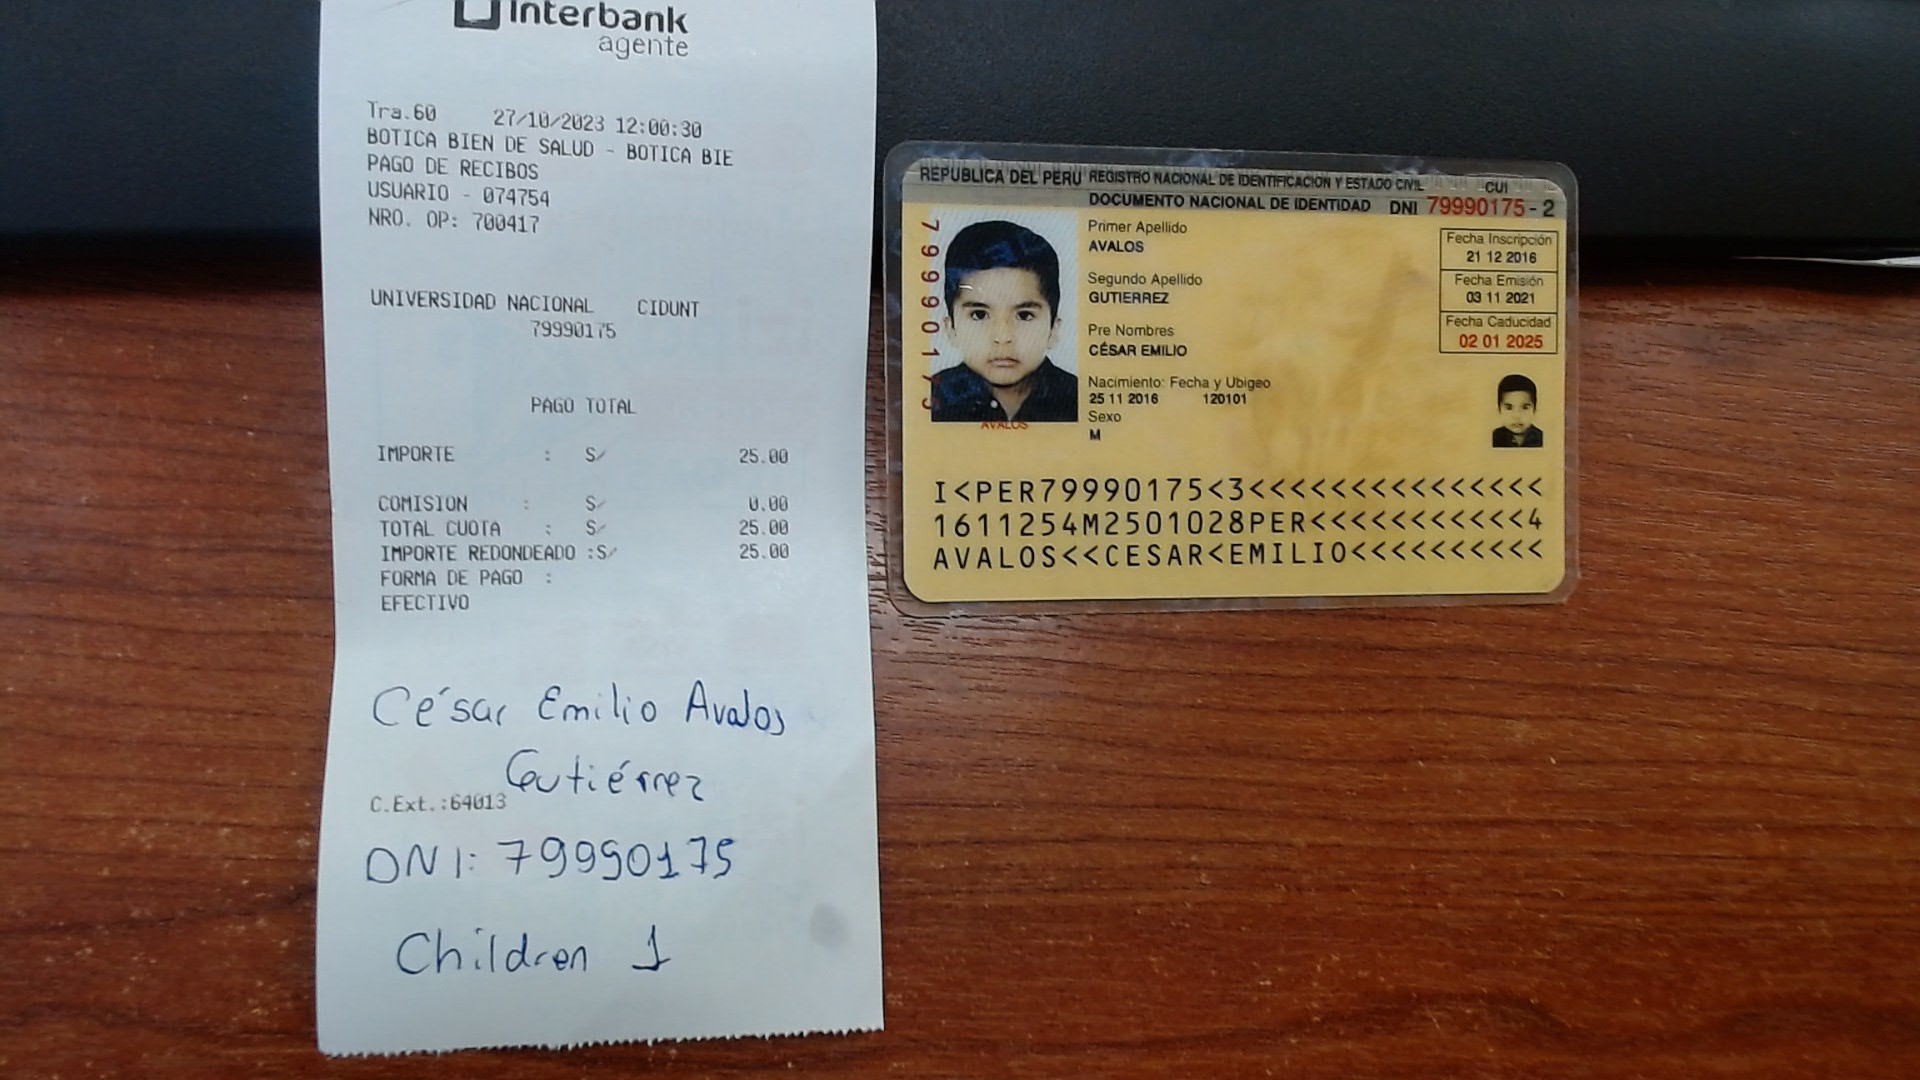 Interbank
agente
Tra.60 27/10/2023 12:00:30
BOTICA BIEN DE SALUD - BOTICA BIE
PAGO DE RECIBOS
USUARIO - 074754
NRO. OP: 700417
UNIVERSIDAD NACIONAL CIDUNT
79990175
PAGO TOTAL
IMPORTE : S/ 25.00
COMISION : S/ 0.00
TOTAL CUOTA : S/ 25.00
IMPORTE REDONDEADO :S/ 25.00
FORMA DE PAGO :
EFECTIVO
César Emilio Avalos
Gutiérrez
C.Ext.:64013
DNI: 79990175
Children 1
REPUBLICA DEL PERU REGISTRO NACIONAL DE IDENTIFICACION Y ESTADO CIVIL CUI
DOCUMENTO NACIONAL DE IDENTIDAD DNI 79990175 - 2
79990175
Primer Apellido
AVALOS
Segundo Apellido
GUTIERREZ
Pre Nombres
CÉSAR EMILIO
Nacimiento: Fecha y Ubigeo
25 11 2016 120101
Sexo
M
Fecha Inscripción
21 12 2016
Fecha Emisión
03 11 2021
Fecha Caducidad
02 01 2025
AVALOS
I<PER79990175<3<<<<<<<<<<<<<<<
1611254M2501028PER<<<<<<<<<<<4
AVALOS<<CESAR<EMILIO<<<<<<<<<<